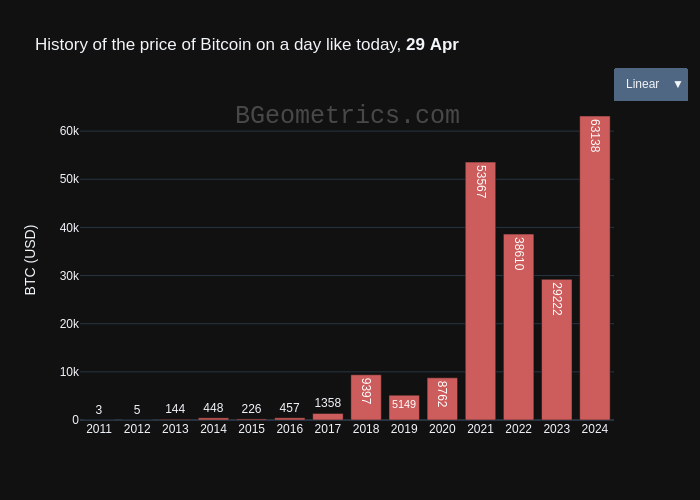 History of the price of Bitcoin on a day like today, 29 Apr
Linear ▼
BGeometrics.com
BTC (USD)
60k
50k
40k
30k
20k
10k
0
3
5
144
448
226
457
1358
9397
5149
8762
53567
38610
29222
63138
2011 2012 2013 2014 2015 2016 2017 2018 2019 2020 2021 2022 2023 2024